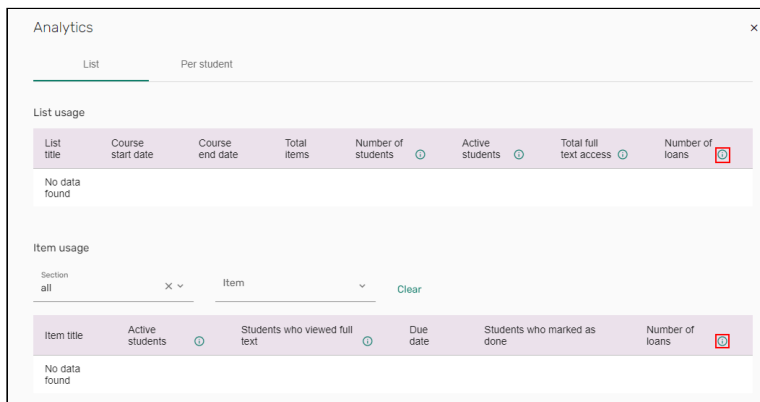 Analytics
List Per student
List usage
List title Course start date Course end date Total items Number of students Active students Total full text access Number of loans
No data found
Item usage
Section
all Item Clear
Item title Active students Students who viewed full text Due date Students who marked as done Number of loans
No data found